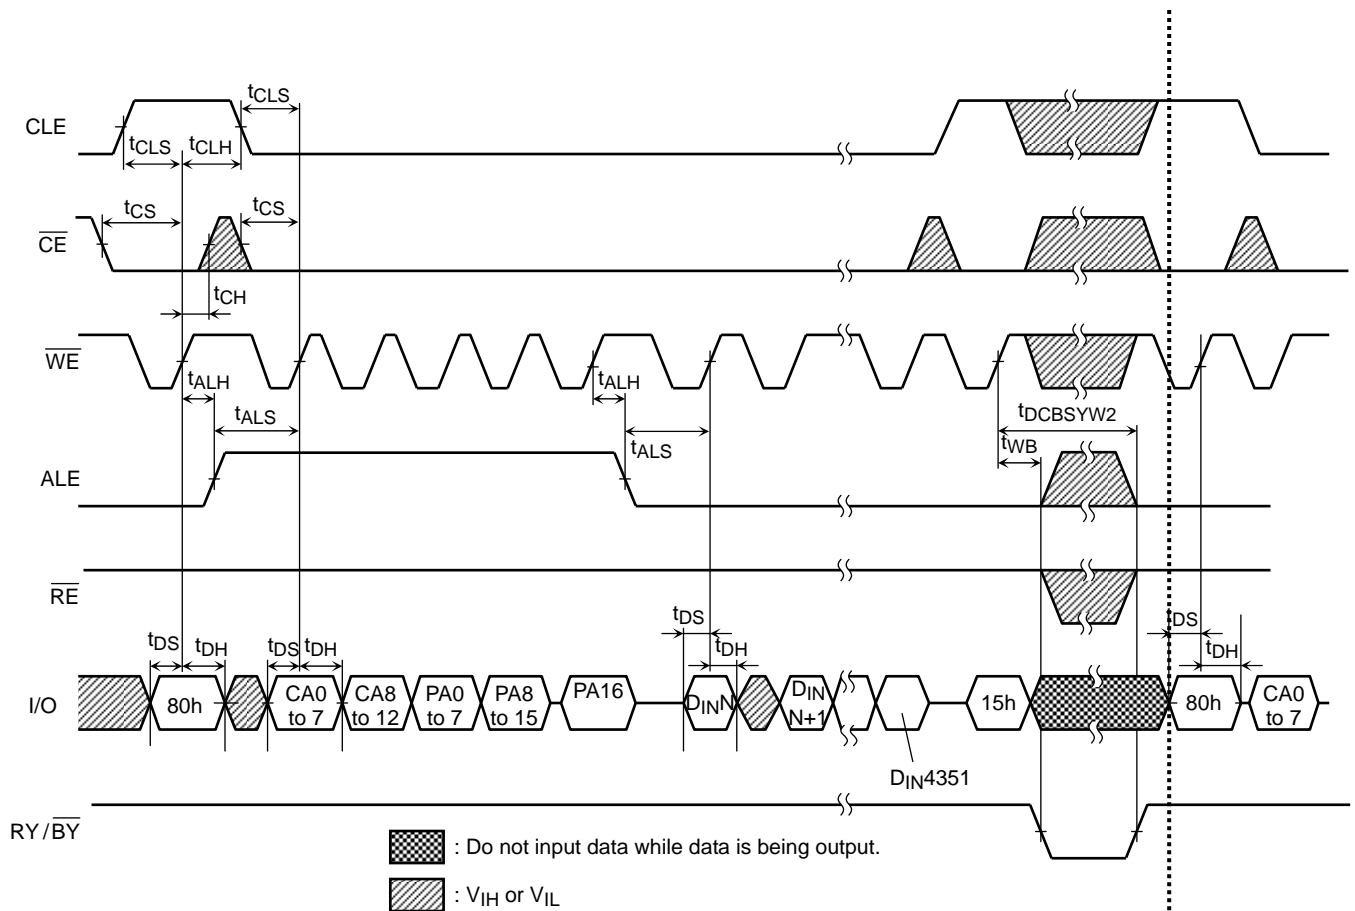 tCLS
CLE
tCLS tCLH
tCS tCS
CE
tCH
WE
tALH tALH
tALS tDCBSYW2
tALS tWB
ALE
RE
tDS tDS
tDS tDH tDS tDH tDH tDH
I/O
80h
CA0 to 7
CA8 to 12
PA0 to 7
PA8 to 15
PA16
DINN
DIN N+1
15h
80h
CA0 to 7
DIN4351
RY/BY
: Do not input data while data is being output.
: VIH or VIL